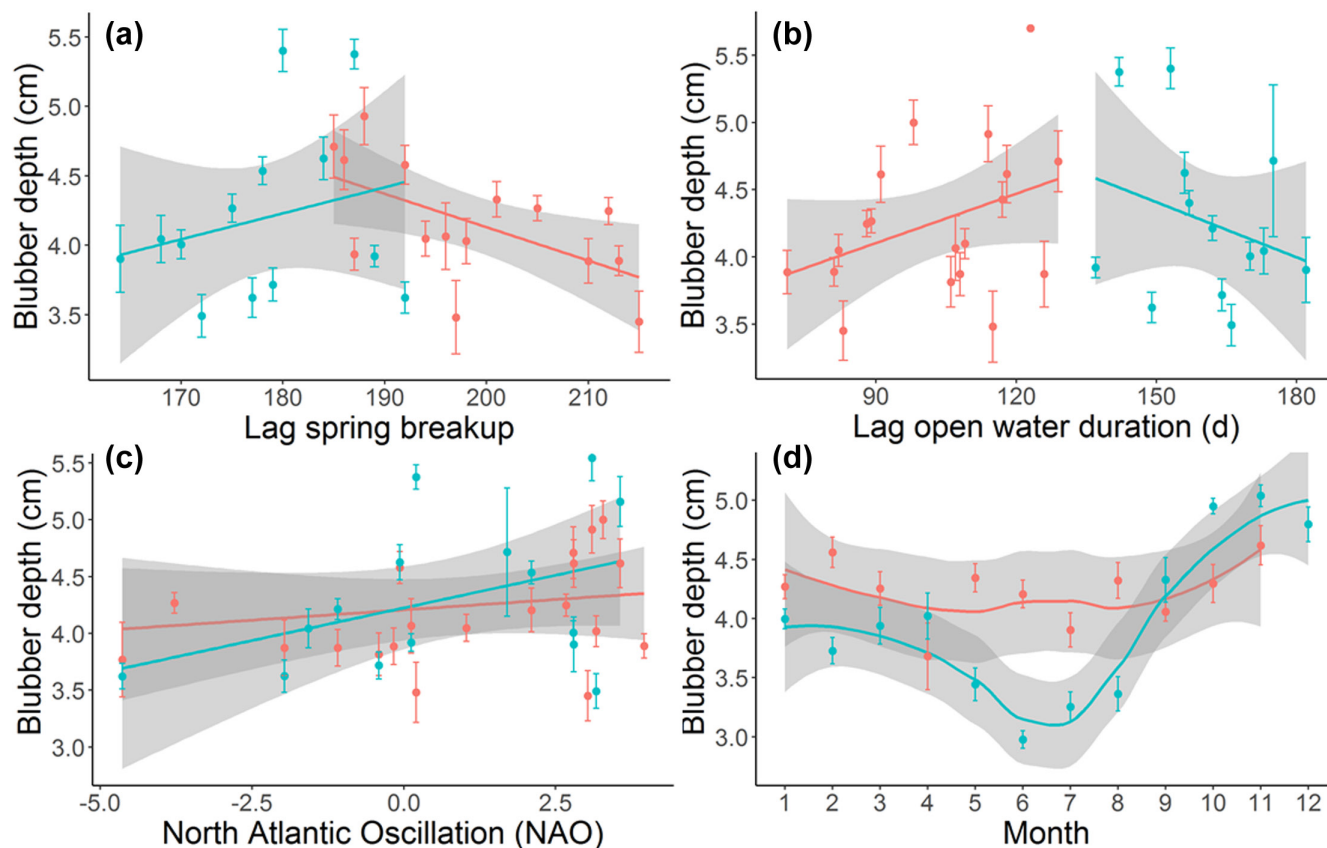 (a)
Blubber depth (cm)
5.5
5.0
4.5
4.0
3.5
170 180 190 200 210
Lag spring breakup
(b)
Blubber depth (cm)
5.5
5.0
4.5
4.0
3.5
90 120 150 180
Lag open water duration (d)
(c)
Blubber depth (cm)
5.5
5.0
4.5
4.0
3.5
3.0
-5.0 -2.5 0.0 2.5
North Atlantic Oscillation (NAO)
(d)
Blubber depth (cm)
5.0
4.5
4.0
3.5
3.0
1 2 3 4 5 6 7 8 9 10 11 12
Month